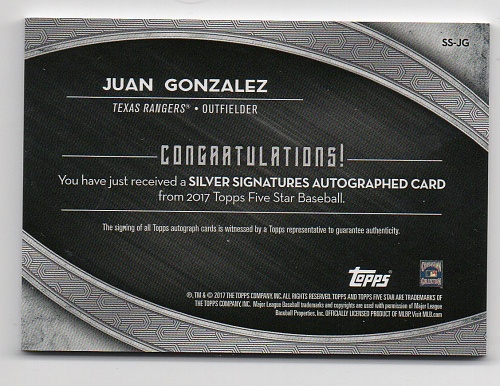 SS-JG
JUAN GONZALEZ
TEXAS RANGERS® • OUTFIELDER
CONGRATULATIONS!
You have just received a SILVER SIGNATURES AUTOGRAPHED CARD
from 2017 Topps Five Star Baseball.
The signing of all Topps autograph cards is witnessed by a Topps representative to guarantee authenticity.
topps
®, TM & © 2017 THE TOPPS COMPANY, INC. ALL RIGHTS RESERVED. TOPPS AND TOPPS FIVE STAR ARE TRADEMARKS OF
THE TOPPS COMPANY, INC. Major League Baseball trademarks and copyrights are used with permission of Major League
Baseball Properties, Inc. OFFICIALLY LICENSED PRODUCT OF MLBP. Visit MLB.com